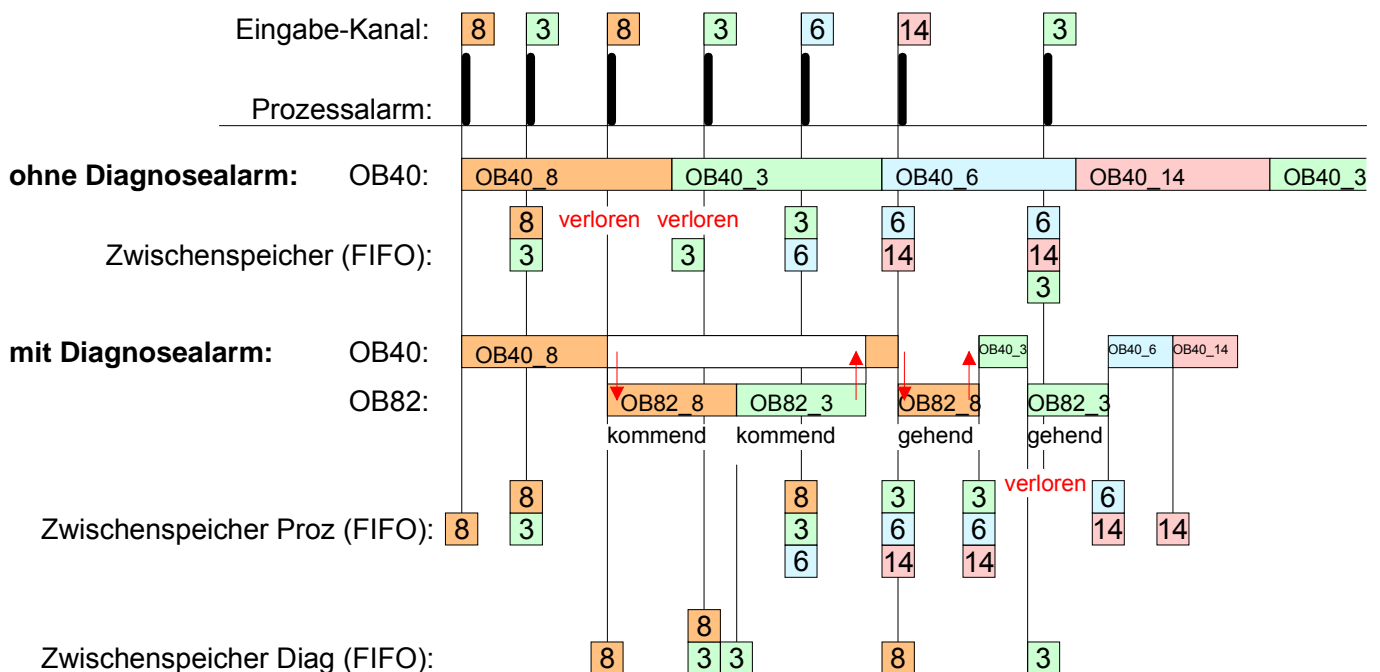 Eingabe-Kanal: 8 3 8 3 6 14 3
Prozessalarm:
ohne Diagnosealarm: OB40: OB40_8 OB40_3 OB40_6 OB40_14 OB40_3
8 verloren verloren 3 6 6
Zwischenspeicher (FIFO): 3 3 6 14 14
3
mit Diagnosealarm: OB40: OB40_8 OB40_3 OB40_6 OB40_14
OB82: OB82_8 OB82_3 OB82_8 OB82_3
kommend kommend gehend gehend
verloren
8 8 3 3 6
Zwischenspeicher Proz (FIFO): 8 3 3 6 6 14 14
6 14 14
8
Zwischenspeicher Diag (FIFO): 8 3 3 8 3